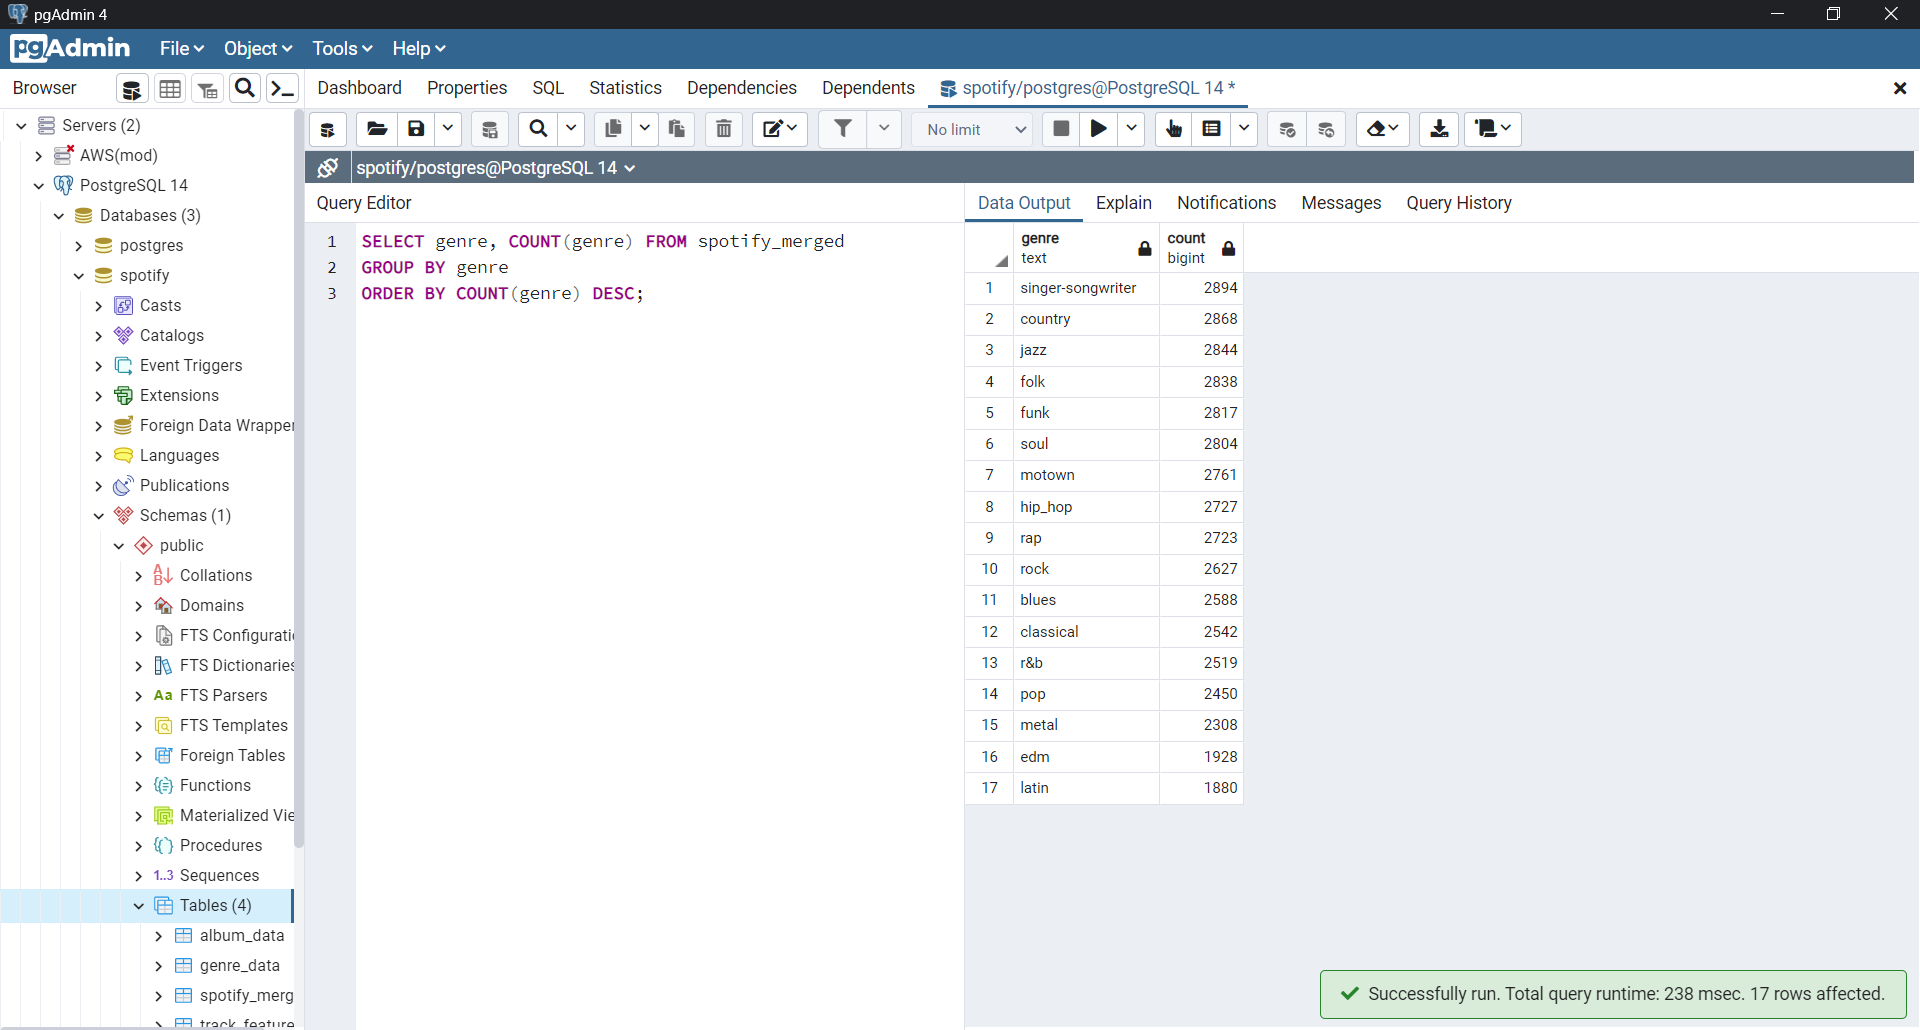 pgAdmin 4
pgAdmin File Object Tools Help
Browser
Dashboard Properties SQL Statistics Dependencies Dependents spotify/postgres@PostgreSQL 14 *
No limit
spotify/postgres@PostgreSQL 14
Servers (2)
AWS(mod)
PostgreSQL 14
Databases (3)
postgres
spotify
Casts
Catalogs
Event Triggers
Extensions
Foreign Data Wrapper
Languages
Publications
Schemas (1)
public
Collations
Domains
FTS Configurati
FTS Dictionaries
Aa FTS Parsers
FTS Templates
Foreign Tables
Functions
Materialized Vie
Procedures
1..3 Sequences
Tables (4)
album_data
genre_data
spotify_merg
track_feature
Query Editor
1 SELECT genre, COUNT(genre) FROM spotify_merged
2 GROUP BY genre
3 ORDER BY COUNT(genre) DESC;
Data Output Explain Notifications Messages Query History
genre count
text bigint
1 singer-songwriter 2894
2 country 2868
3 jazz 2844
4 folk 2838
5 funk 2817
6 soul 2804
7 motown 2761
8 hip_hop 2727
9 rap 2723
10 rock 2627
11 blues 2588
12 classical 2542
13 r&b 2519
14 pop 2450
15 metal 2308
16 edm 1928
17 latin 1880
Successfully run. Total query runtime: 238 msec. 17 rows affected.